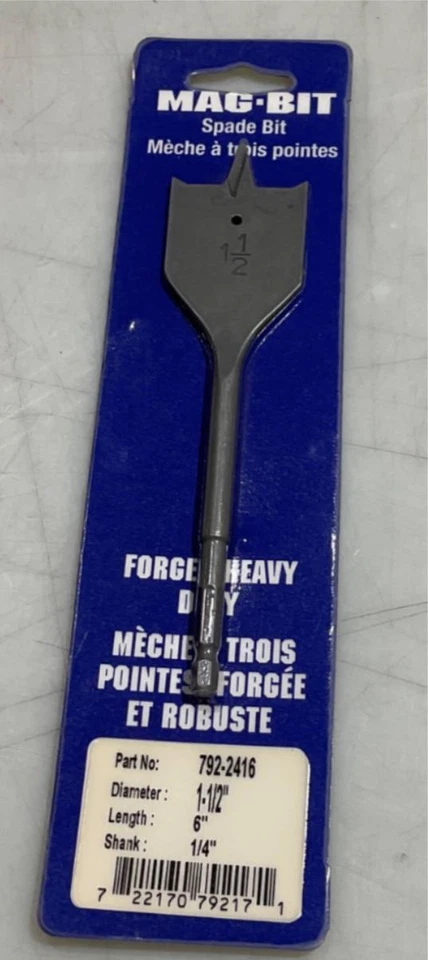 MAG·BIT
Spade Bit
Mèche à trois pointes
1 1/2
FORGE HEAVY
D Y
MÈCHE TROIS
POINTES FORGÉE
ET ROBUSTE
Part No: 792-2416
Diameter: 1-1/2"
Length: 6"
Shank: 1/4"
7 22170 79217 1